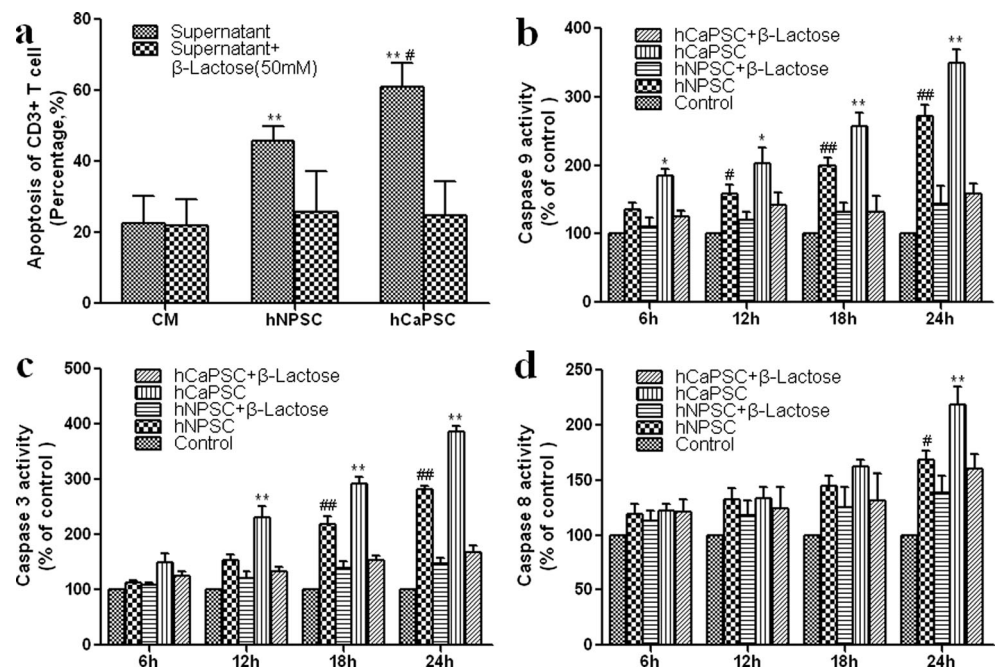 a
80
60
40
20
0
Apoptosis of CD3+ T cell
(Percentage,%)
Supernatant
Supernatant+
β-Lactose(50mM)
**
** #
CM
hNPSC
hCaPSC
b
400
300
200
100
0
Caspase 9 activity
(% of control)
hCaPSC+β-Lactose
hCaPSC
hNPSC+β-Lactose
hNPSC
Control
*
#
*
##
**
##
**
6h
12h
18h
24h
c
500
400
300
200
100
0
Caspase 3 activity
(% of control)
hCaPSC+β-Lactose
hCaPSC
hNPSC+β-Lactose
hNPSC
Control
**
##
**
##
**
6h
12h
18h
24h
d
250
200
150
100
50
0
Caspase 8 activity
(% of control)
hCaPSC+β-Lactose
hCaPSC
hNPSC+β-Lactose
hNPSC
Control
#
**
6h
12h
18h
24h